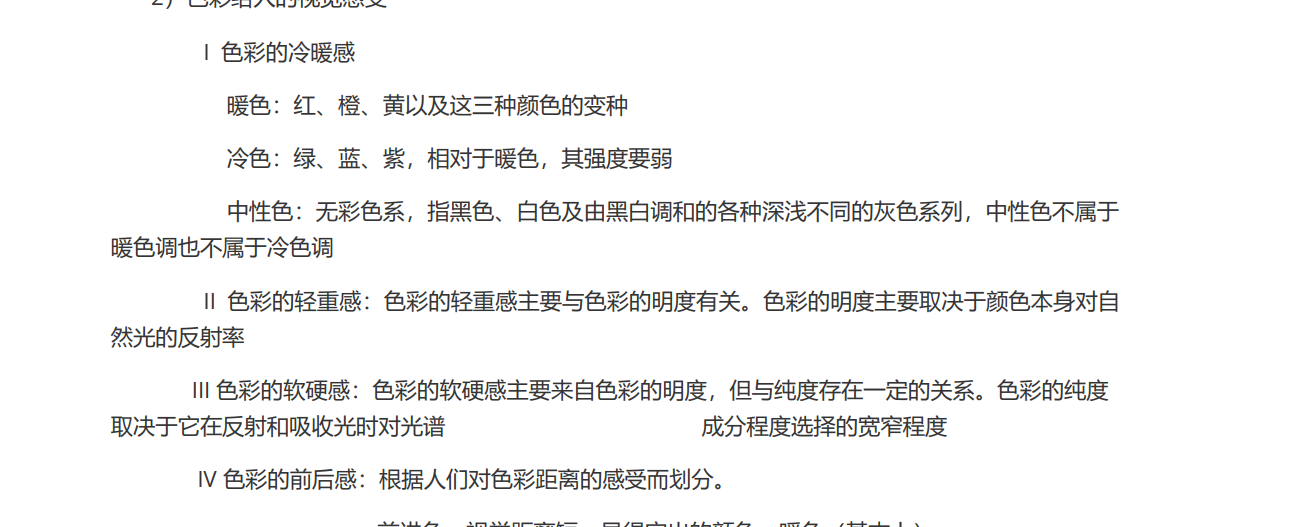 2）色彩给人的视觉感受
I 色彩的冷暖感
暖色：红、橙、黄以及这三种颜色的变种
冷色：绿、蓝、紫，相对于暖色，其强度要弱
中性色：无彩色系，指黑色、白色及由黑白调和的各种深浅不同的灰色系列，中性色不属于
暖色调也不属于冷色调
II 色彩的轻重感：色彩的轻重感主要与色彩的明度有关。色彩的明度主要取决于颜色本身对自
然光的反射率
III 色彩的软硬感：色彩的软硬感主要来自色彩的明度，但与纯度存在一定的关系。色彩的纯度
取决于它在反射和吸收光时对光谱 成分程度选择的宽窄程度
IV 色彩的前后感：根据人们对色彩距离的感受而划分。